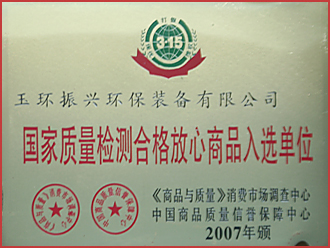 3·15
玉环振兴环保装备有限公司
国家质量检测合格放心商品入选单位
《商品与质量》消费市场调查中心
中国商品质量信誉保障中心
2007年颁